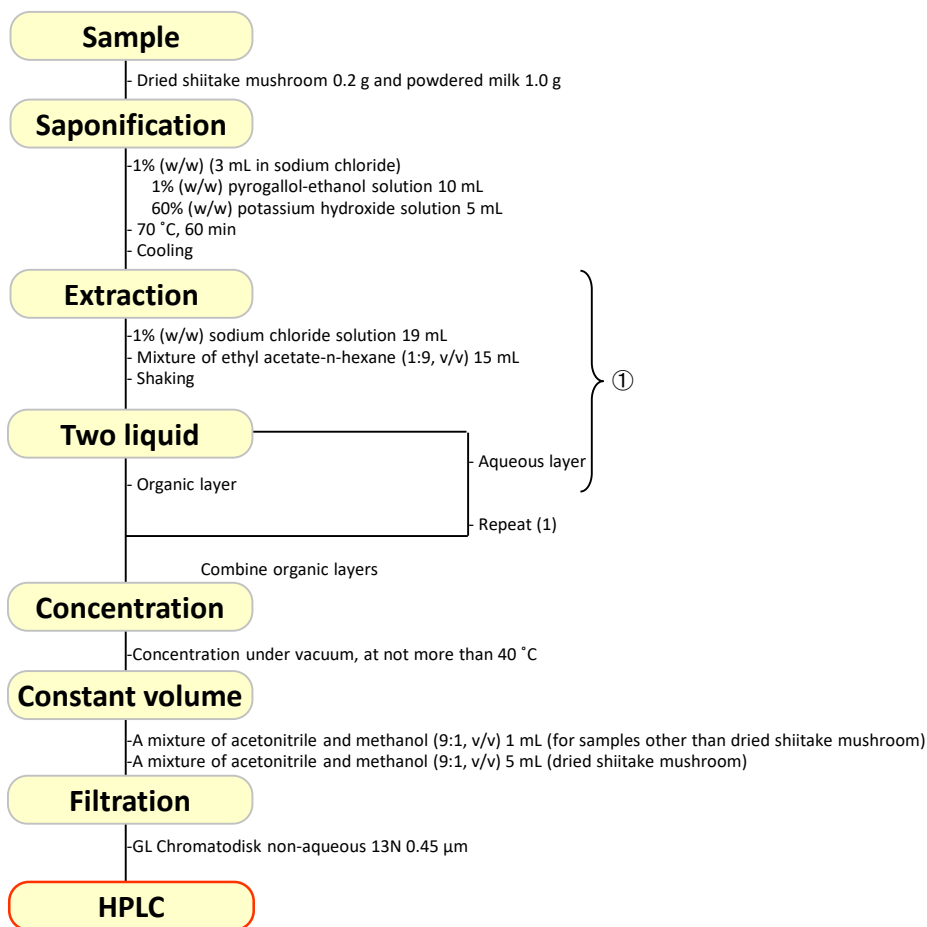 Sample
- Dried shiitake mushroom 0.2 g and powdered milk 1.0 g
Saponification
-1% (w/w) (3 mL in sodium chloride)
1% (w/w) pyrogallol-ethanol solution 10 mL
60% (w/w) potassium hydroxide solution 5 mL
- 70 ˚C, 60 min
- Cooling
Extraction
-1% (w/w) sodium chloride solution 19 mL
- Mixture of ethyl acetate-n-hexane (1:9, v/v) 15 mL
- Shaking
①
Two liquid
- Aqueous layer
- Organic layer
- Repeat (1)
Combine organic layers
Concentration
-Concentration under vacuum, at not more than 40 ˚C
Constant volume
-A mixture of acetonitrile and methanol (9:1, v/v) 1 mL (for samples other than dried shiitake mushroom)
-A mixture of acetonitrile and methanol (9:1, v/v) 5 mL (dried shiitake mushroom)
Filtration
-GL Chromatodisk non-aqueous 13N 0.45 μm
HPLC